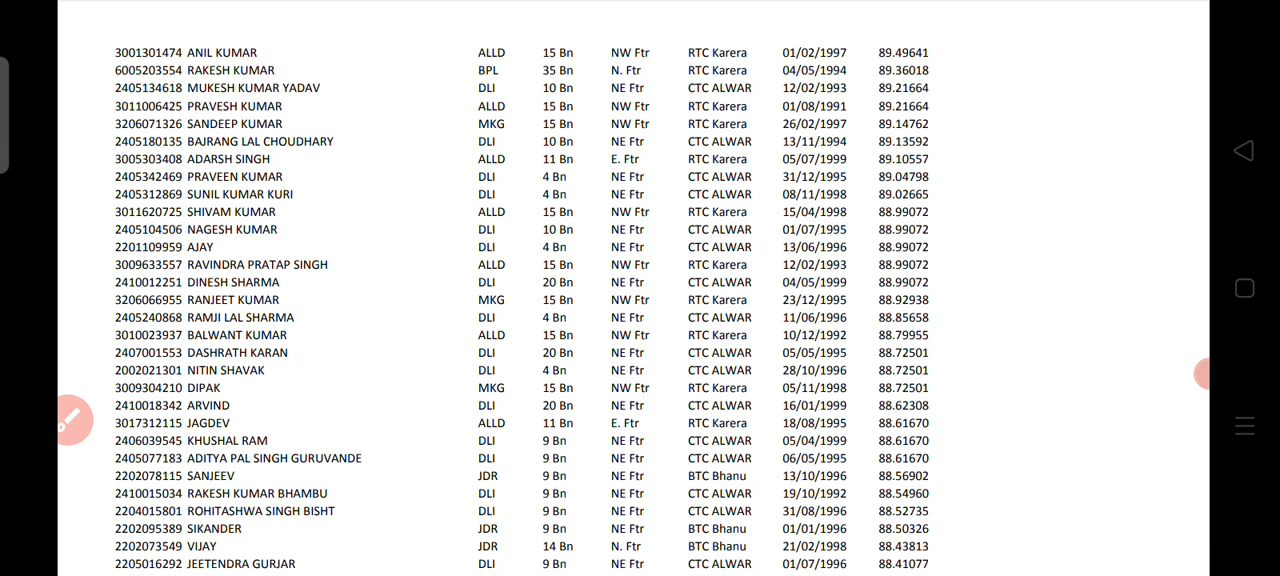 3001301474 ANIL KUMAR ALLD 15 Bn NW Ftr RTC Karera 01/02/1997 89.49641
6005203554 RAKESH KUMAR BPL 35 Bn N. Ftr RTC Karera 04/05/1994 89.36018
2405134618 MUKESH KUMAR YADAV DLI 10 Bn NE Ftr CTC ALWAR 12/02/1993 89.21664
3011006425 PRAVESH KUMAR ALLD 15 Bn NW Ftr RTC Karera 01/08/1991 89.21664
3206071326 SANDEEP KUMAR MKG 15 Bn NW Ftr RTC Karera 26/02/1997 89.14762
2405180135 BAJRANG LAL CHOUDHARY DLI 10 Bn NE Ftr CTC ALWAR 13/11/1994 89.13592
3005303408 ADARSH SINGH ALLD 11 Bn E. Ftr RTC Karera 05/07/1999 89.10557
2405342469 PRAVEEN KUMAR DLI 4 Bn NE Ftr CTC ALWAR 31/12/1995 89.04798
2405312869 SUNIL KUMAR KURI DLI 4 Bn NE Ftr CTC ALWAR 08/11/1998 89.02665
3011620725 SHIVAM KUMAR ALLD 15 Bn NW Ftr RTC Karera 15/04/1998 88.99072
2405104506 NAGESH KUMAR DLI 10 Bn NE Ftr CTC ALWAR 01/07/1995 88.99072
2201109959 AJAY DLI 4 Bn NE Ftr CTC ALWAR 13/06/1996 88.99072
3009633557 RAVINDRA PRATAP SINGH ALLD 15 Bn NW Ftr RTC Karera 12/02/1993 88.99072
2410012251 DINESH SHARMA DLI 20 Bn NE Ftr CTC ALWAR 04/05/1999 88.99072
3206066955 RANJEET KUMAR MKG 15 Bn NW Ftr RTC Karera 23/12/1995 88.92938
2405240868 RAMJI LAL SHARMA DLI 4 Bn NE Ftr CTC ALWAR 11/06/1996 88.85658
3010023937 BALWANT KUMAR ALLD 15 Bn NW Ftr RTC Karera 10/12/1992 88.79955
2407001553 DASHRATH KARAN DLI 20 Bn NE Ftr CTC ALWAR 05/05/1995 88.72501
2002021301 NITIN SHAVAK DLI 4 Bn NE Ftr CTC ALWAR 28/10/1996 88.72501
3009304210 DIPAK MKG 15 Bn NW Ftr RTC Karera 05/11/1998 88.72501
2410018342 ARVIND DLI 20 Bn NE Ftr CTC ALWAR 16/01/1999 88.62308
3017312115 JAGDEV ALLD 11 Bn E. Ftr RTC Karera 18/08/1995 88.61670
2406039545 KHUSHAL RAM DLI 9 Bn NE Ftr CTC ALWAR 05/04/1999 88.61670
2405077183 ADITYA PAL SINGH GURUVANDE DLI 9 Bn NE Ftr CTC ALWAR 06/05/1995 88.61670
2202078115 SANJEEV JDR 9 Bn NE Ftr BTC Bhanu 13/10/1996 88.56902
2410015034 RAKESH KUMAR BHAMBU DLI 9 Bn NE Ftr CTC ALWAR 19/10/1992 88.54960
2204015801 ROHITASHWA SINGH BISHT DLI 9 Bn NE Ftr CTC ALWAR 31/08/1996 88.52735
2202095389 SIKANDER JDR 9 Bn NE Ftr BTC Bhanu 01/01/1996 88.50326
2202073549 VIJAY JDR 14 Bn N. Ftr BTC Bhanu 21/02/1998 88.43813
2205016292 JEETENDRA GURJAR DLI 9 Bn NE Ftr CTC ALWAR 01/07/1996 88.41077